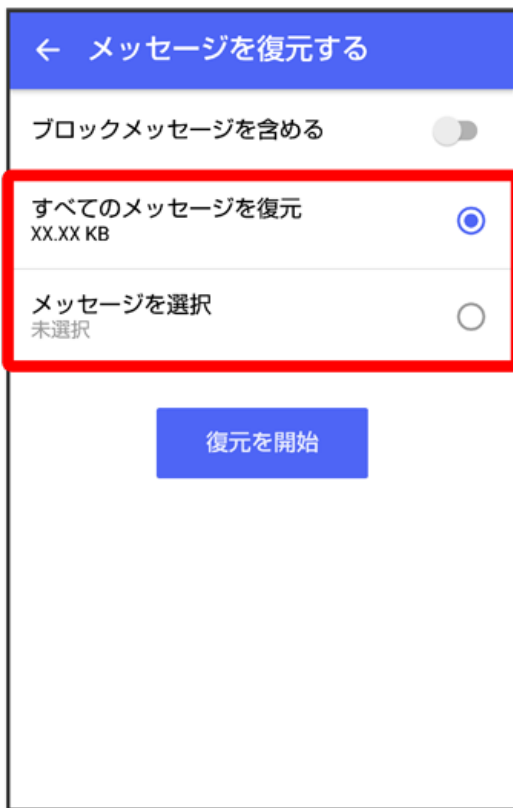 メッセージを復元する
ブロックメッセージを含める
すべてのメッセージを復元
XX.XX KB
メッセージを選択
未選択
復元を開始